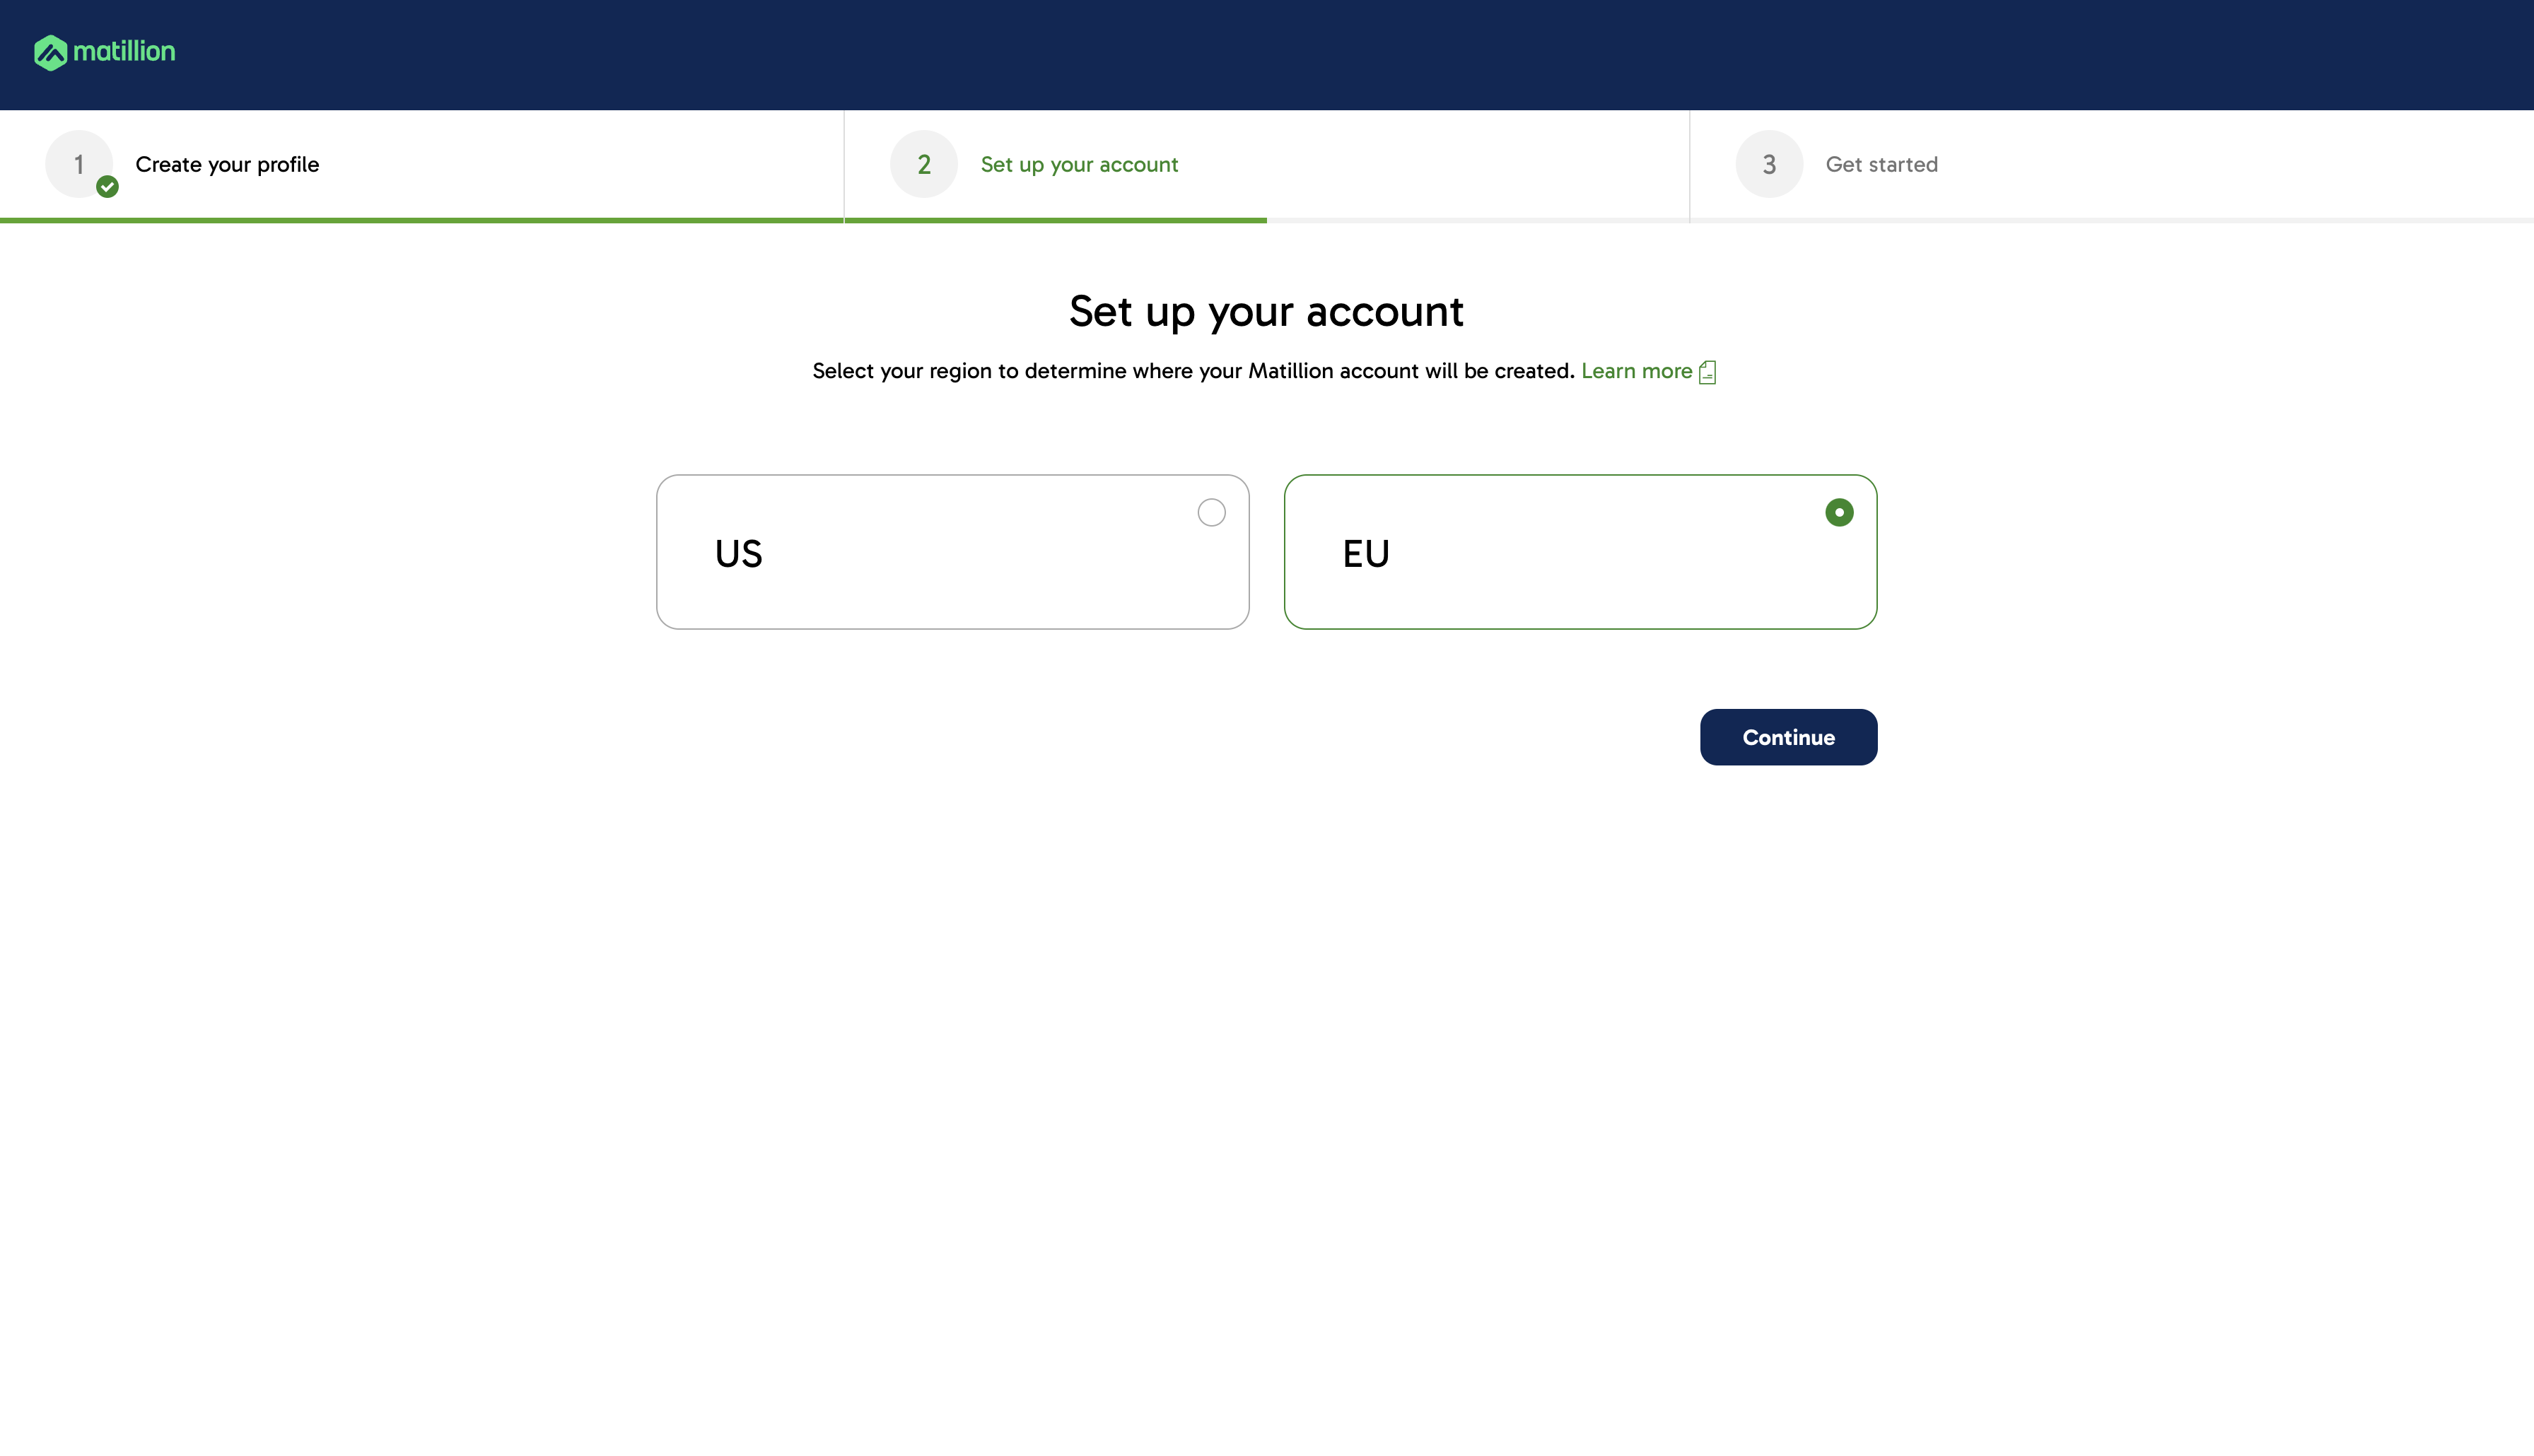 matillion
1 Create your profile
2 Set up your account
3 Get started
Set up your account
Select your region to determine where your Matillion account will be created. Learn more
US
EU
Continue